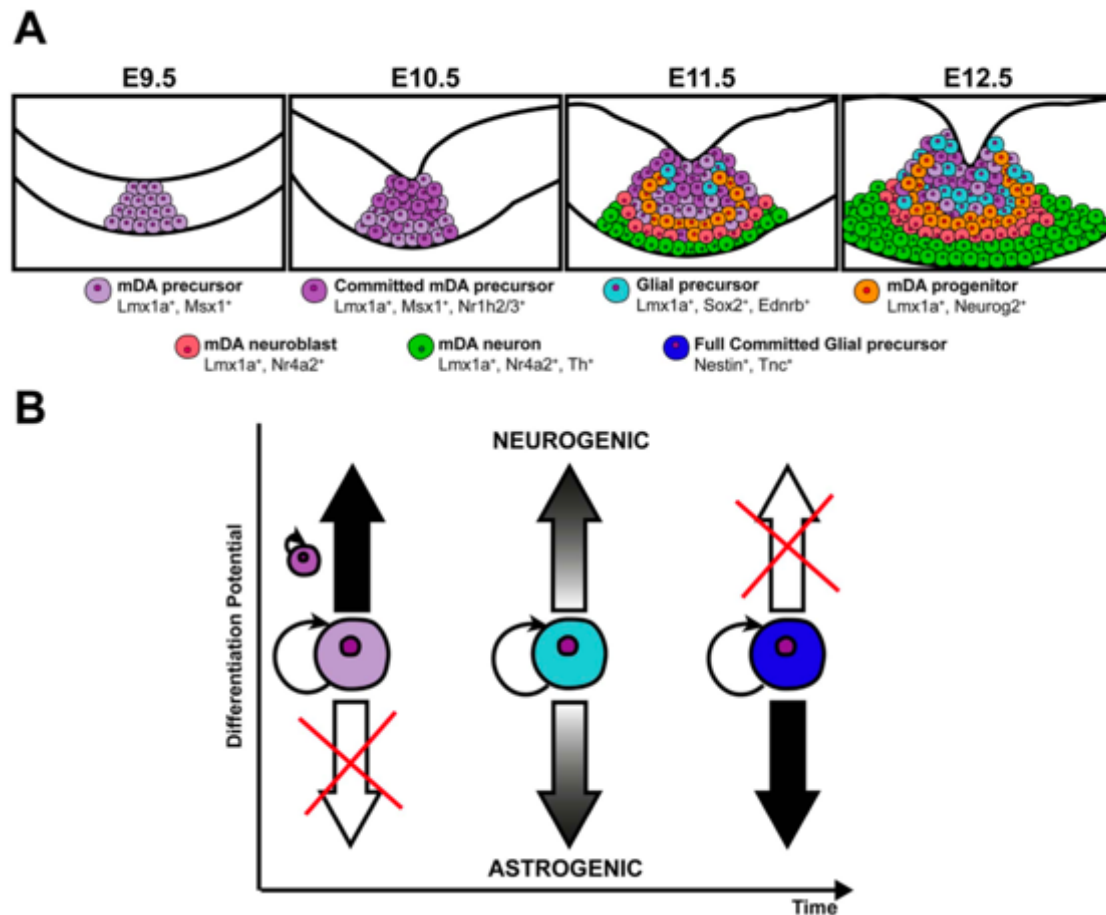 A
E9.5 E10.5 E11.5 E12.5
mDA precursor
Lmx1a⁺, Msx1⁺
Committed mDA precursor
Lmx1a⁺, Msx1⁺, Nr1h2/3⁺
Glial precursor
Lmx1a⁺, Sox2⁺, Ednrb⁺
mDA progenitor
Lmx1a⁺, Neurog2⁺
mDA neuroblast
Lmx1a⁺, Nr4a2⁺
mDA neuron
Lmx1a⁺, Nr4a2⁺, Th⁺
Full Committed Glial precursor
Nestin⁺, Tnc⁺
B
Differentiation Potential
NEUROGENIC
ASTROGENIC
Time